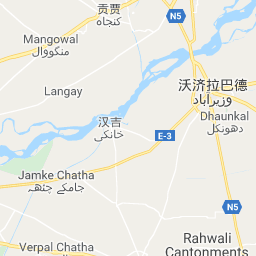 贡贾
کنجاہ
N5
Mangowal
منگووال
沃济拉巴德
وزیرآباد
Langay
Dhaunkal
دھونکل
汉吉
خانکی
E-3
Jamke Chatha
جامکے چٹھہ
N5
Rahwali
Cantonments
Verpal Chatha